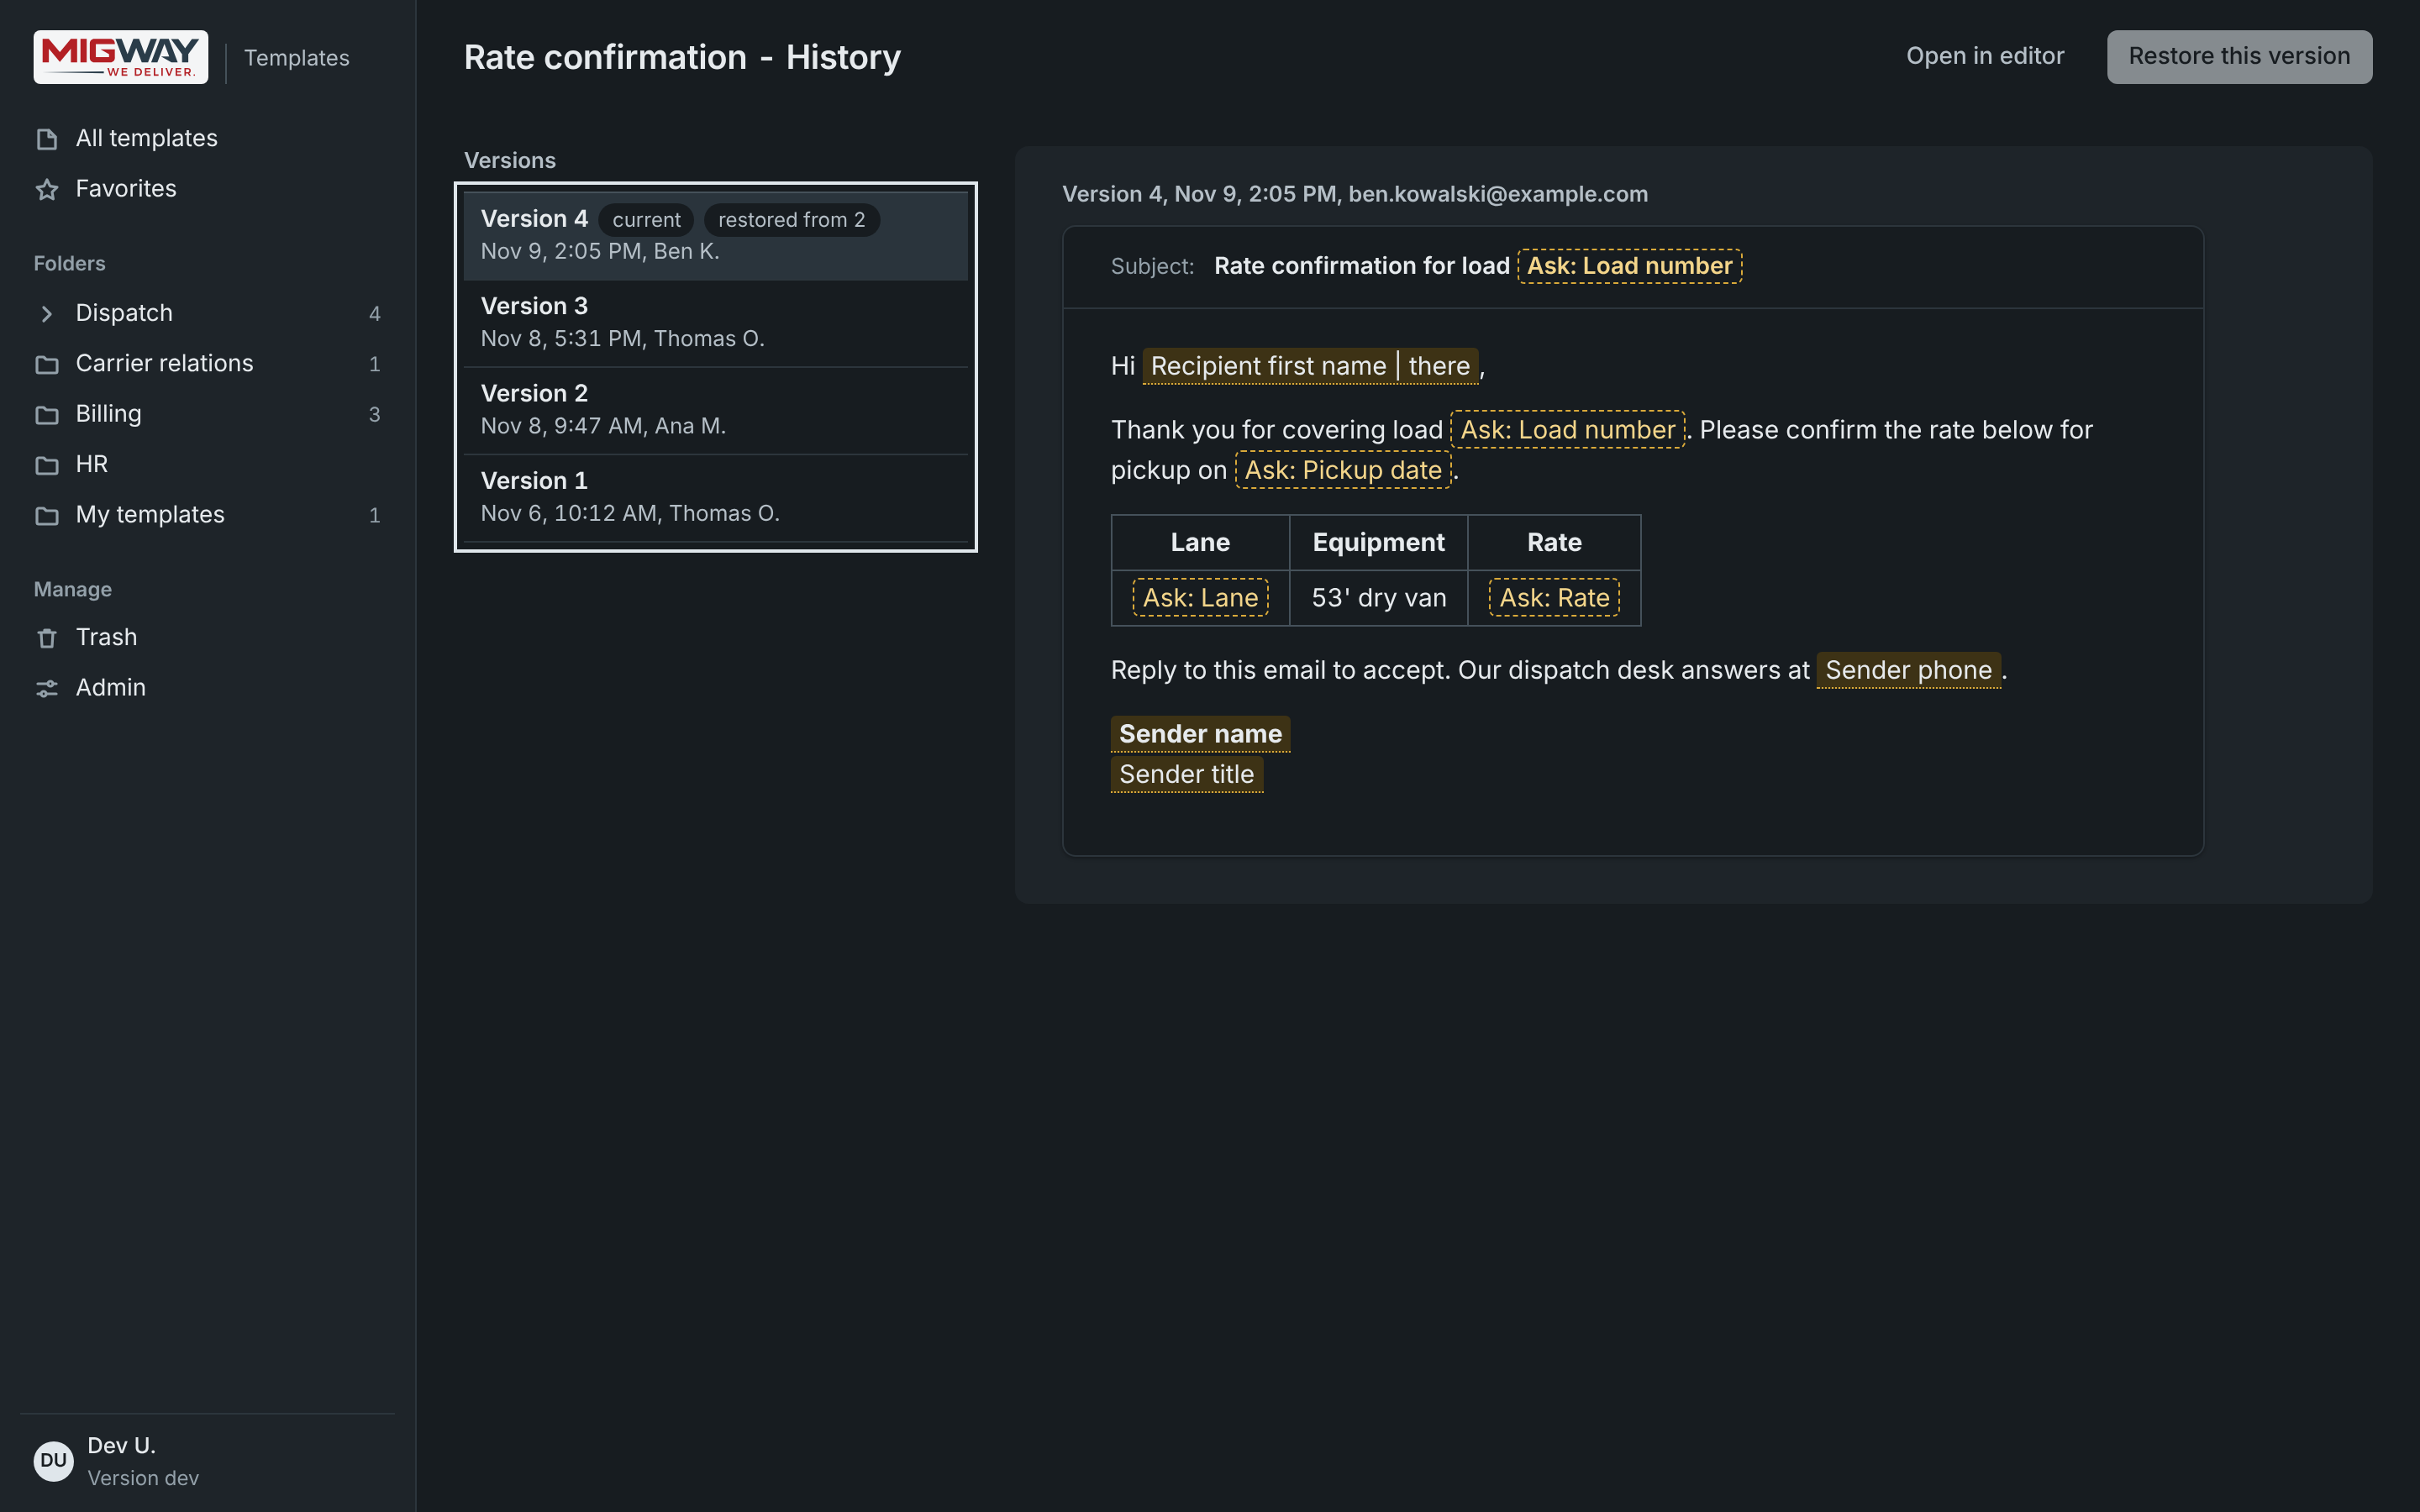 MIGWAY
WE DELIVER.
Templates
All templates
Favorites
Folders
Dispatch 4
Carrier relations 1
Billing 3
HR
My templates 1
Manage
Trash
Admin
DU
Dev U.
Version dev
Rate confirmation - History
Open in editor
Restore this version
Versions
Version 4 current restored from 2
Nov 9, 2:05 PM, Ben K.
Version 3
Nov 8, 5:31 PM, Thomas O.
Version 2
Nov 8, 9:47 AM, Ana M.
Version 1
Nov 6, 10:12 AM, Thomas O.
Version 4, Nov 9, 2:05 PM, ben.kowalski@example.com
Subject: Rate confirmation for load Ask: Load number
Hi Recipient first name | there,
Thank you for covering load Ask: Load number. Please confirm the rate below for
pickup on Ask: Pickup date.
Lane Equipment Rate
Ask: Lane 53' dry van Ask: Rate
Reply to this email to accept. Our dispatch desk answers at Sender phone.
Sender name
Sender title